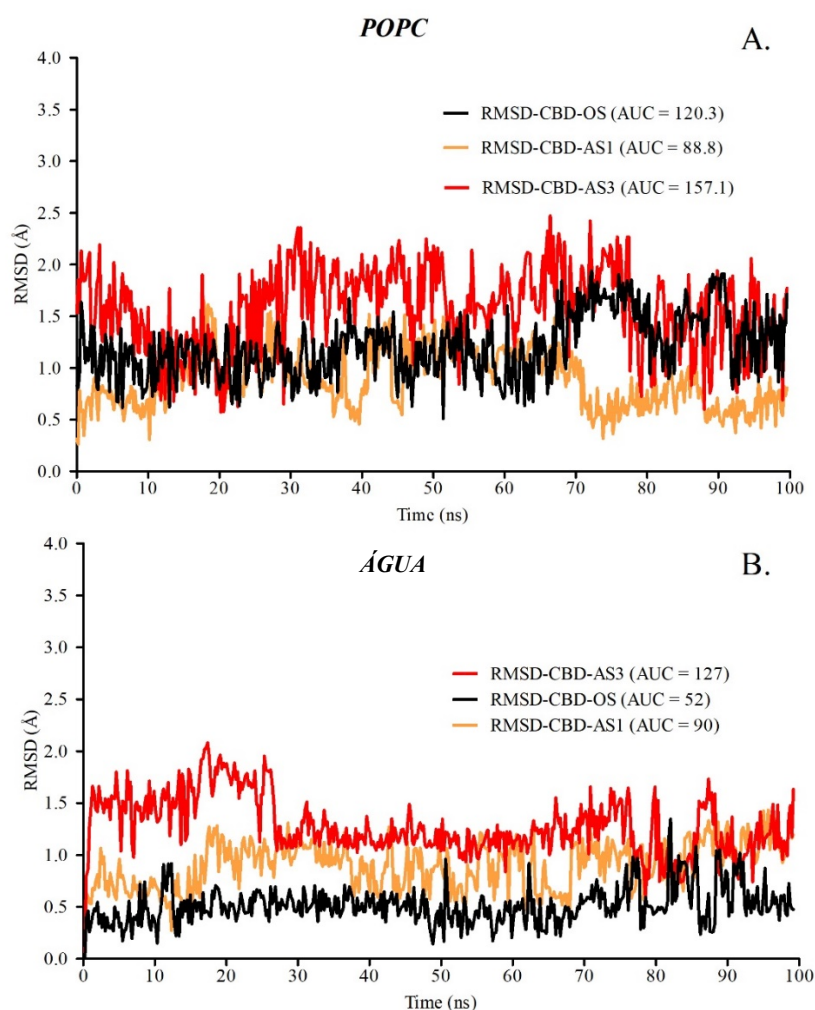 POPC
A.
4.0
3.5
3.0
2.5
2.0
1.5
1.0
0.5
0.0
RMSD (Å)
RMSD-CBD-OS (AUC = 120.3)
RMSD-CBD-AS1 (AUC = 88.8)
RMSD-CBD-AS3 (AUC = 157.1)
0 10 20 30 40 50 60 70 80 90 100
Time (ns)
ÁGUA
B.
4.0
3.5
3.0
2.5
2.0
1.5
1.0
0.5
0.0
RMSD (Å)
RMSD-CBD-AS3 (AUC = 127)
RMSD-CBD-OS (AUC = 52)
RMSD-CBD-AS1 (AUC = 90)
0 10 20 30 40 50 60 70 80 90 100
Time (ns)